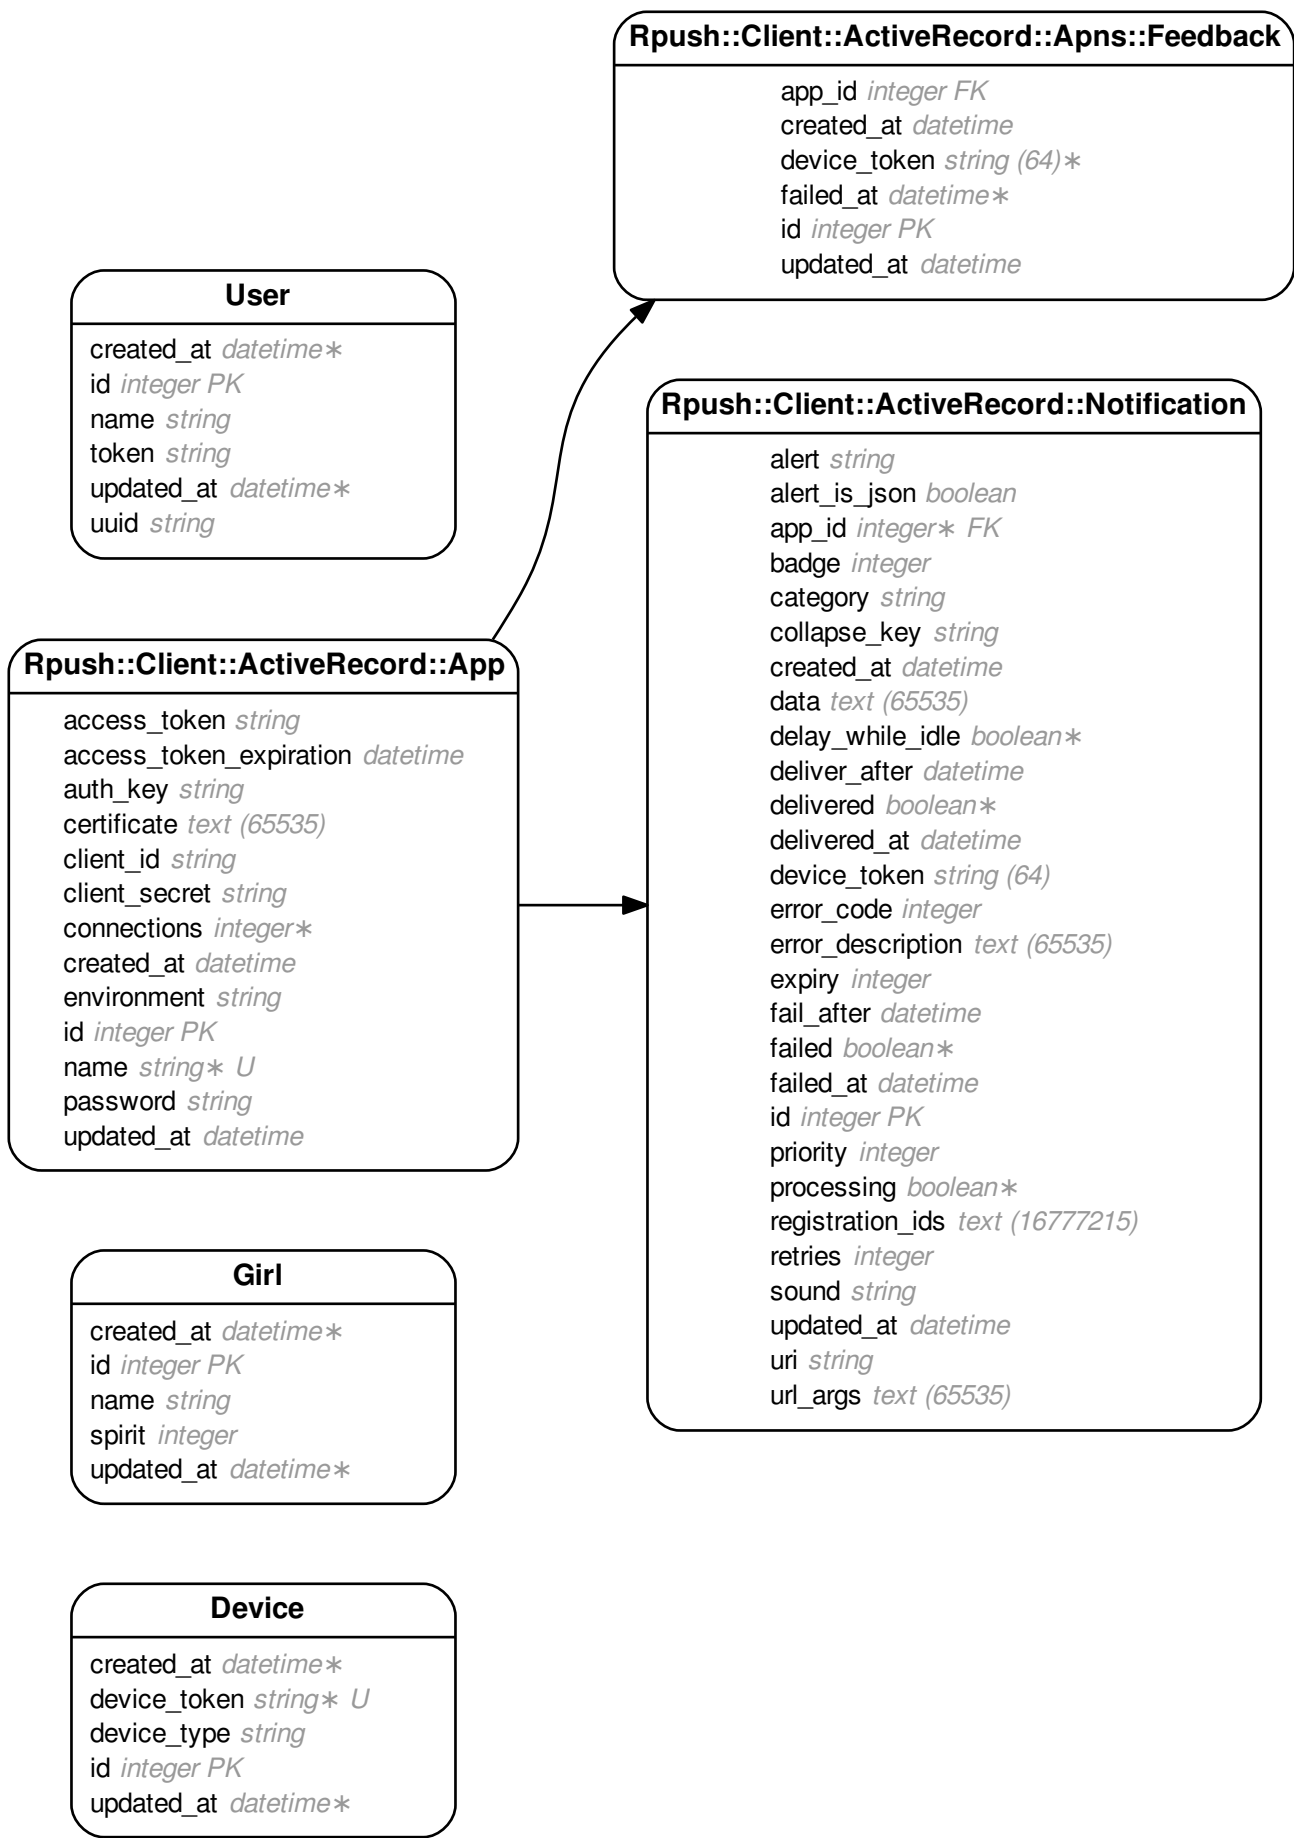 Rpush::Client::ActiveRecord::Apns::Feedback
app_id integer FK
created_at datetime
device_token string (64)∗
failed_at datetime∗
id integer PK
updated_at datetime
User
created_at datetime∗
id integer PK
name string
token string
updated_at datetime∗
uuid string
Rpush::Client::ActiveRecord::Notification
alert string
alert_is_json boolean
app_id integer∗ FK
badge integer
category string
collapse_key string
created_at datetime
data text (65535)
delay_while_idle boolean∗
deliver_after datetime
delivered boolean∗
delivered_at datetime
device_token string (64)
error_code integer
error_description text (65535)
expiry integer
fail_after datetime
failed boolean∗
failed_at datetime
id integer PK
priority integer
processing boolean∗
registration_ids text (16777215)
retries integer
sound string
updated_at datetime
uri string
url_args text (65535)
Rpush::Client::ActiveRecord::App
access_token string
access_token_expiration datetime
auth_key string
certificate text (65535)
client_id string
client_secret string
connections integer∗
created_at datetime
environment string
id integer PK
name string∗ U
password string
updated_at datetime
Girl
created_at datetime∗
id integer PK
name string
spirit integer
updated_at datetime∗
Device
created_at datetime∗
device_token string∗ U
device_type string
id integer PK
updated_at datetime∗